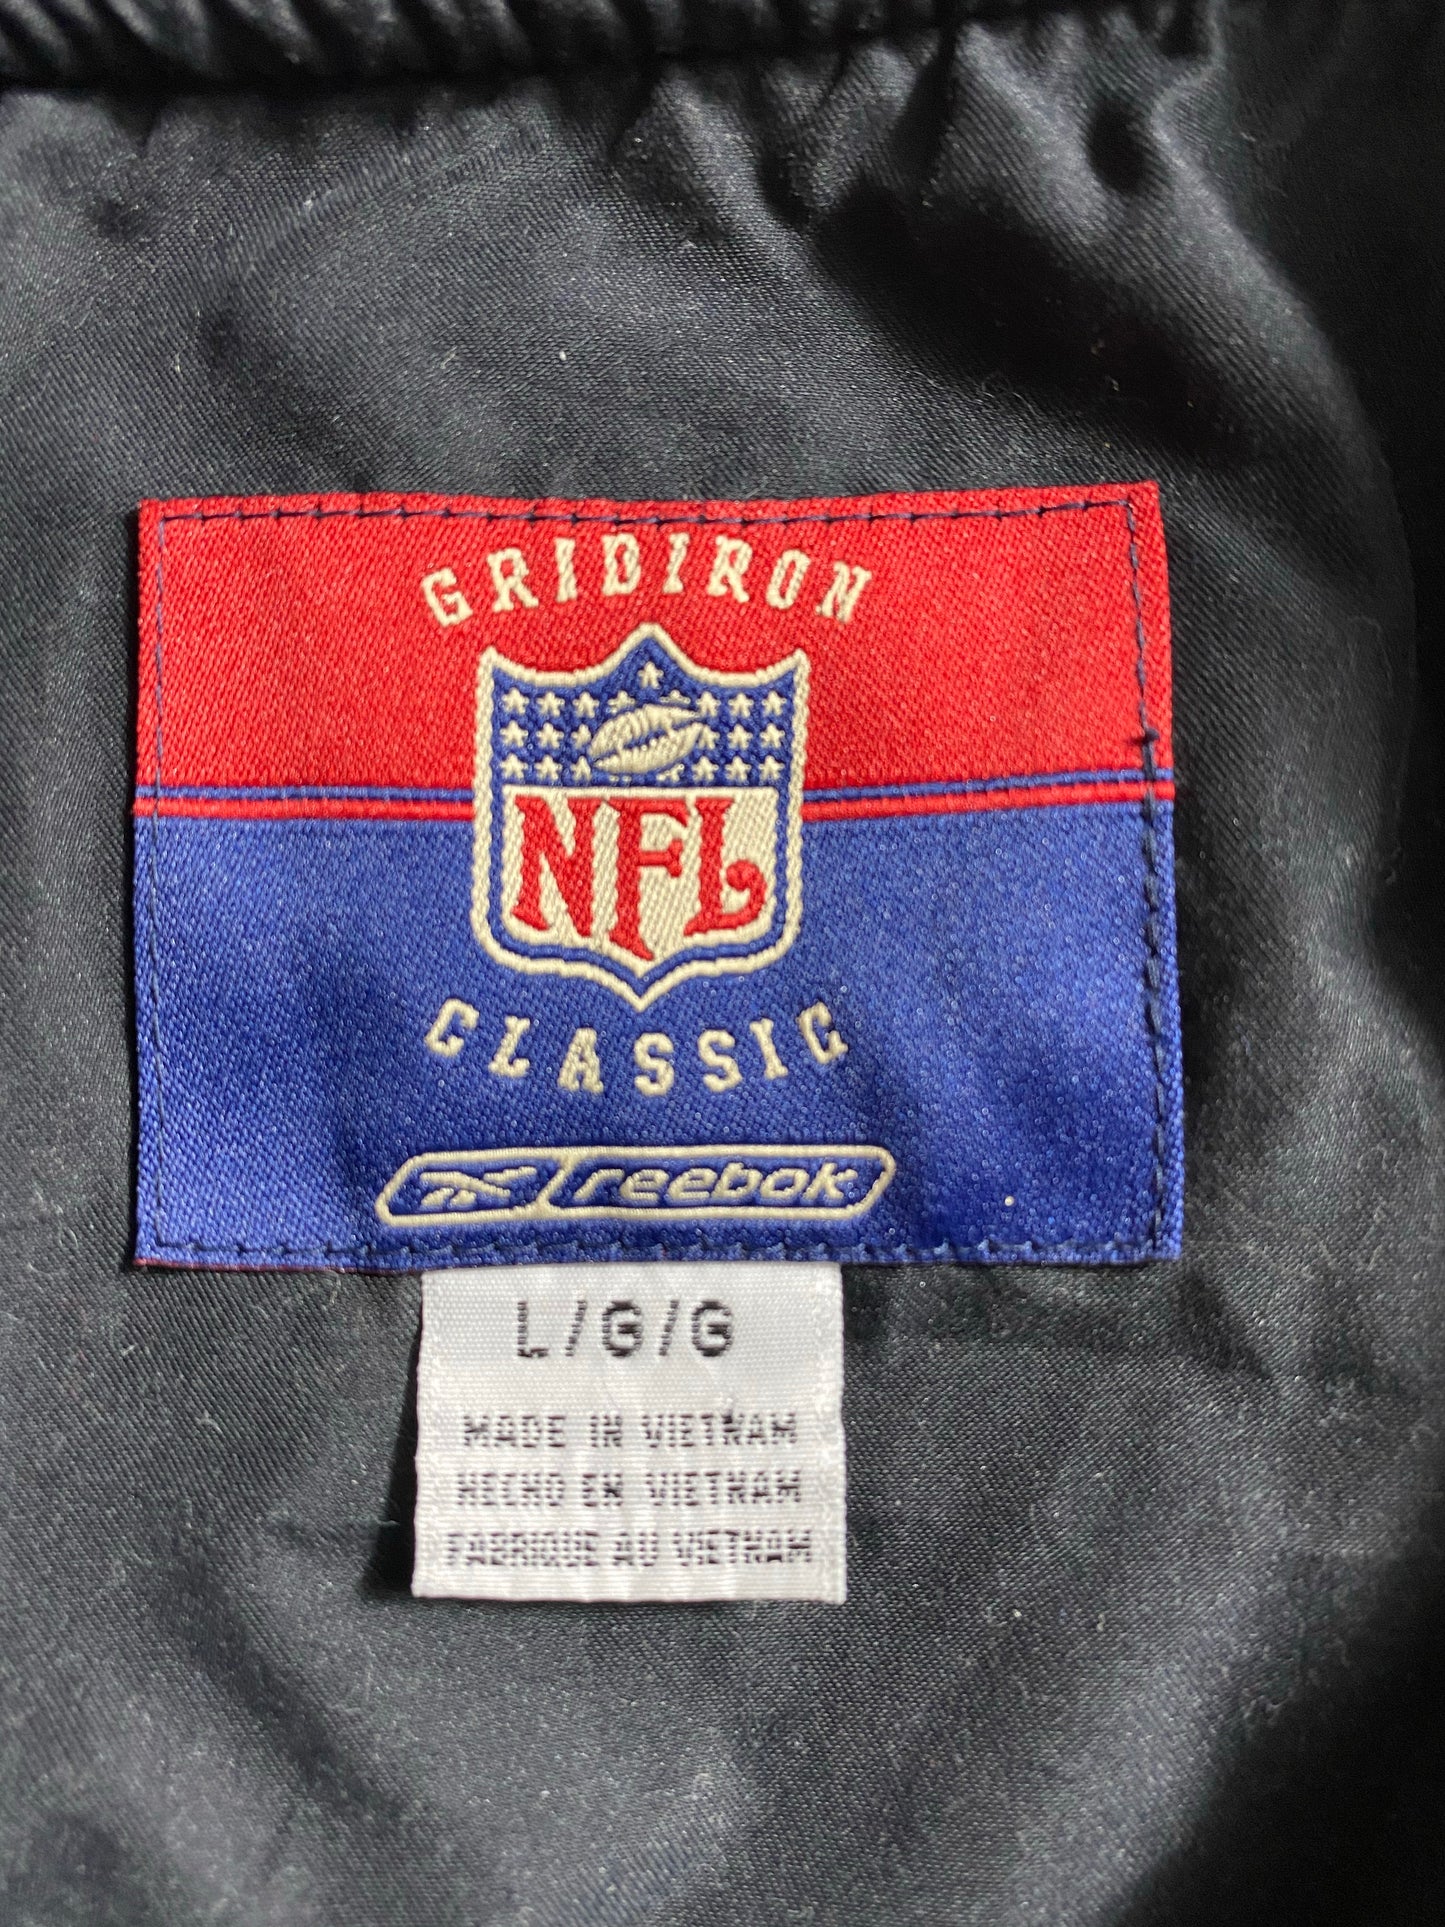 GRIDIRON
NFL
CLASSIC
reebok
L/G/G
MADE IN VIETNAM
HECHO EN VIETNAM
FABRIQUE AU VIETNAM